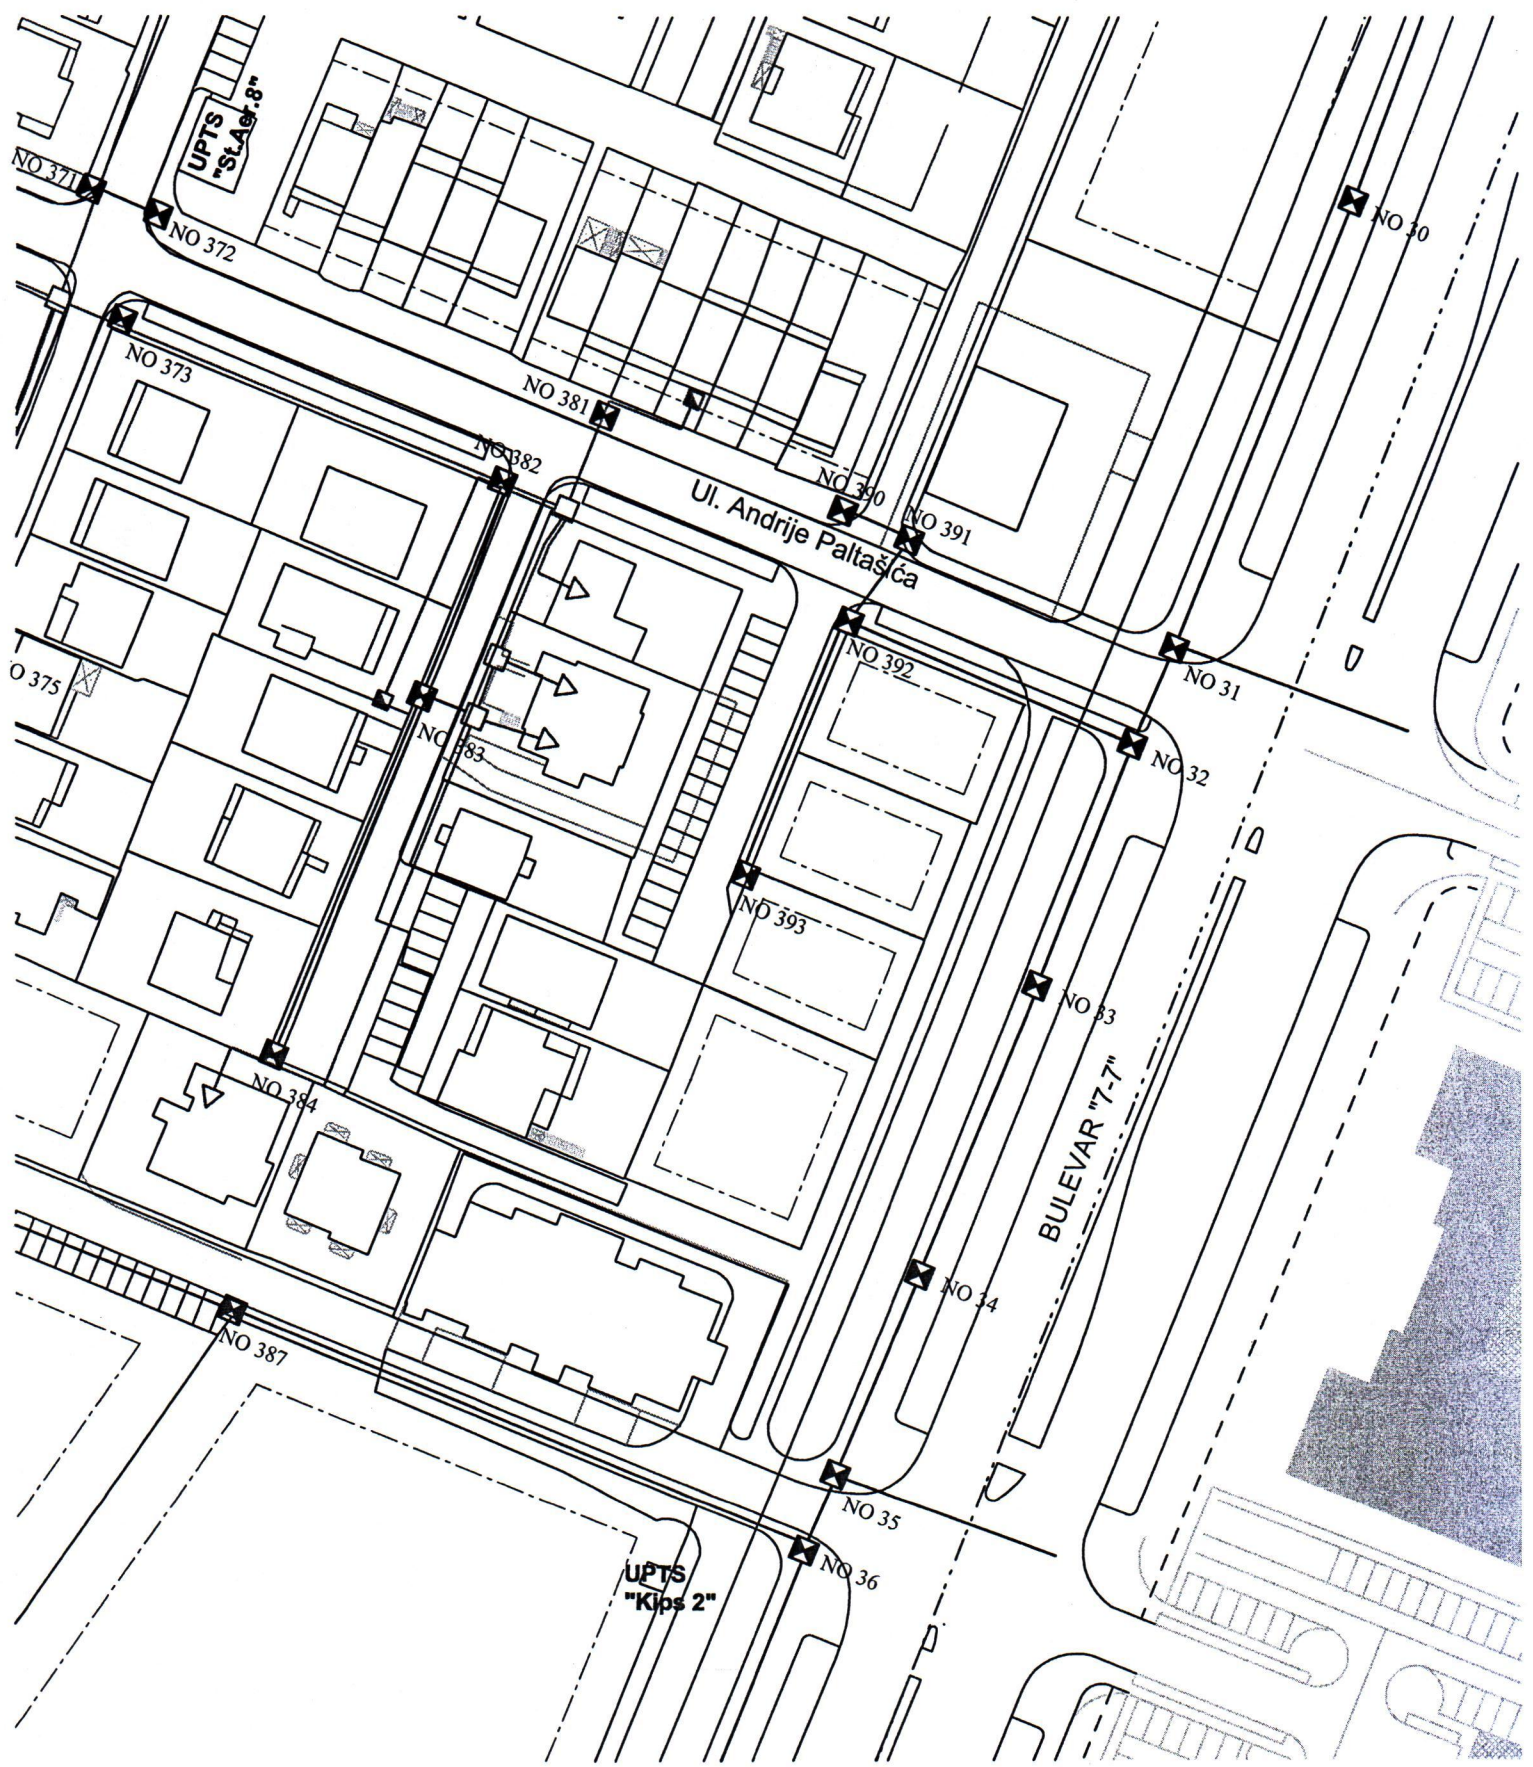 UPTS
"St.Aer.8"
NO 371
NO 372
NO 30
NO 373
NO 381
NO 382
NO 390
NO 391
Ul. Andrije Paltašića
NO 392
NO 31
NO 375
NO 32
NO 383
NO 393
NO 33
NO 384
BULEVAR "7-7"
NO 34
NO 387
NO 35
NO 36
UPTS
"Kips 2"